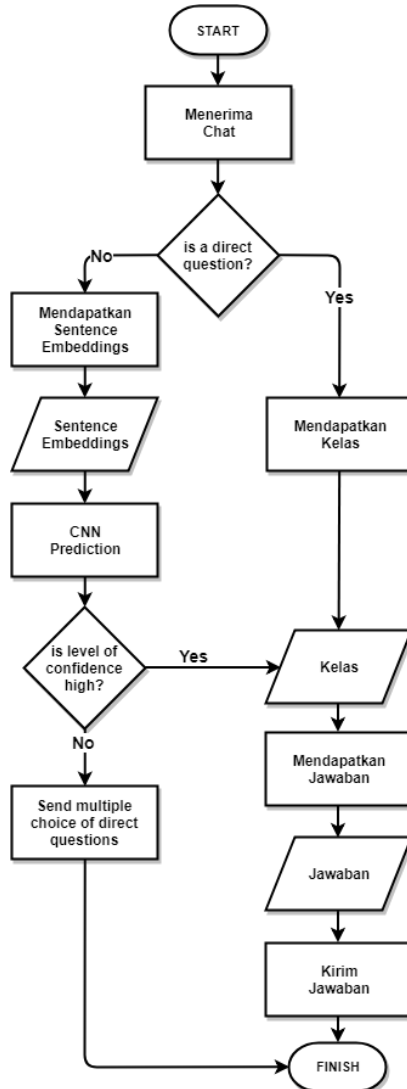 START
Menerima
Chat
is a direct
question?
No
Yes
Mendapatkan
Sentence
Embeddings
Mendapatkan
Kelas
Sentence
Embeddings
CNN
Prediction
is level of
confidence
high?
Yes
Kelas
No
Mendapatkan
Jawaban
Send multiple
choice of direct
questions
Jawaban
Kirim
Jawaban
FINISH